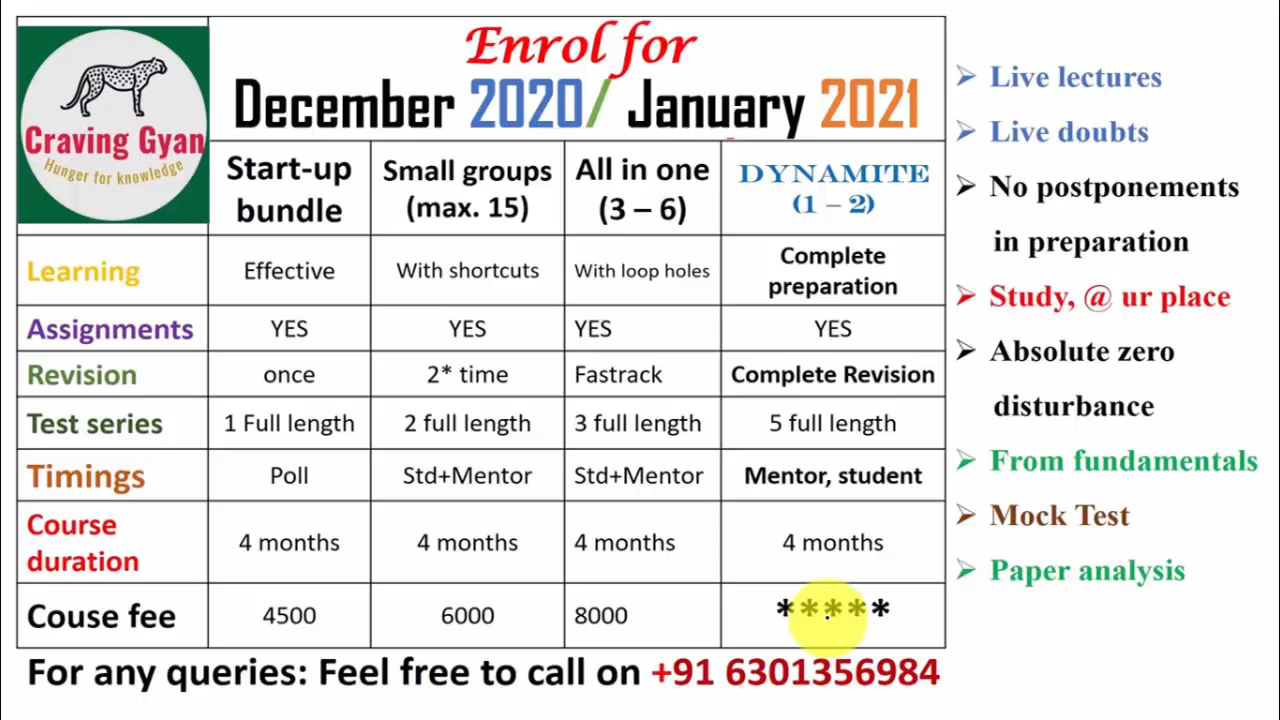 Craving Gyan
Hunger for knowledge
Enrol for
December 2020/ January 2021
Start-up bundle Small groups (max. 15) All in one (3 – 6) DYNAMITE (1 – 2)
Learning Effective With shortcuts With loop holes Complete preparation
Assignments YES YES YES YES
Revision once 2* time Fastrack Complete Revision
Test series 1 Full length 2 full length 3 full length 5 full length
Timings Poll Std+Mentor Std+Mentor Mentor, student
Course duration 4 months 4 months 4 months 4 months
Couse fee 4500 6000 8000 *****
For any queries: Feel free to call on +91 6301356984
➢ Live lectures
➢ Live doubts
➢ No postponements
in preparation
➢ Study, @ ur place
➢ Absolute zero
disturbance
➢ From fundamentals
➢ Mock Test
➢ Paper analysis